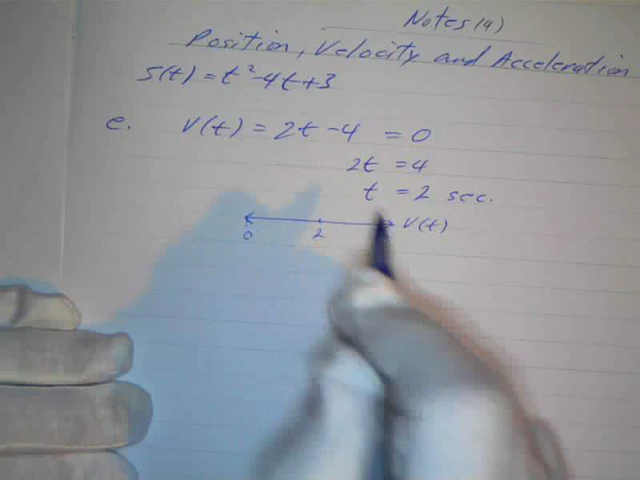 Notes (4)
Position, Velocity and Acceleration
S(t) = t²-4t+3
e. V(t) = 2t - 4 = 0
2t = 4
t = 2 sec.
0 2 V(t)